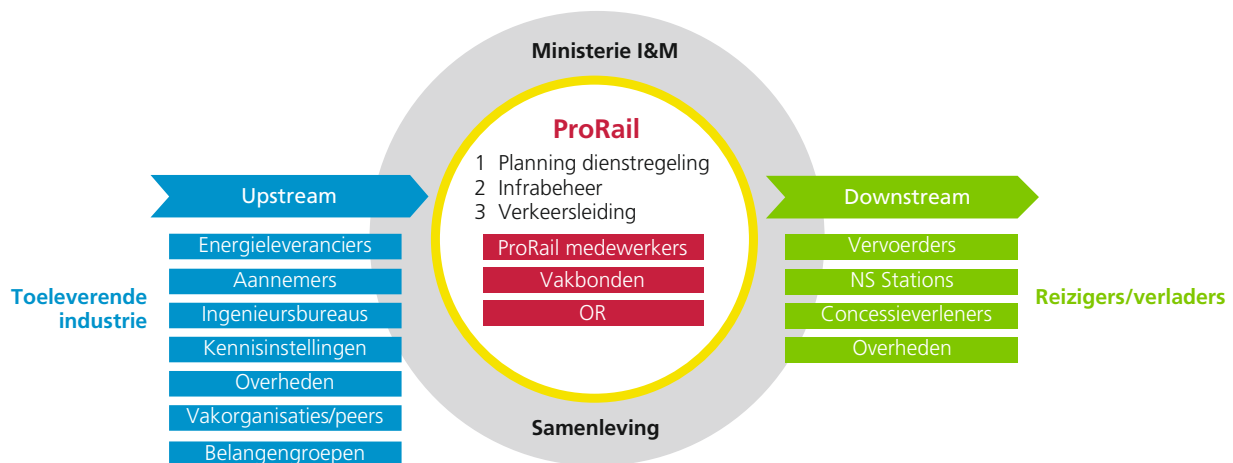 Ministerie I&M
ProRail
1 Planning dienstregeling
2 Infrabeheer
3 Verkeersleiding
ProRail medewerkers
Vakbonden
OR
Samenleving
Toeleverende
industrie
Upstream
Energieleveranciers
Aannemers
Ingenieursbureaus
Kennisinstellingen
Overheden
Vakorganisaties/peers
Belangengroepen
Downstream
Vervoerders
NS Stations
Concessieverleners
Overheden
Reizigers/verladers